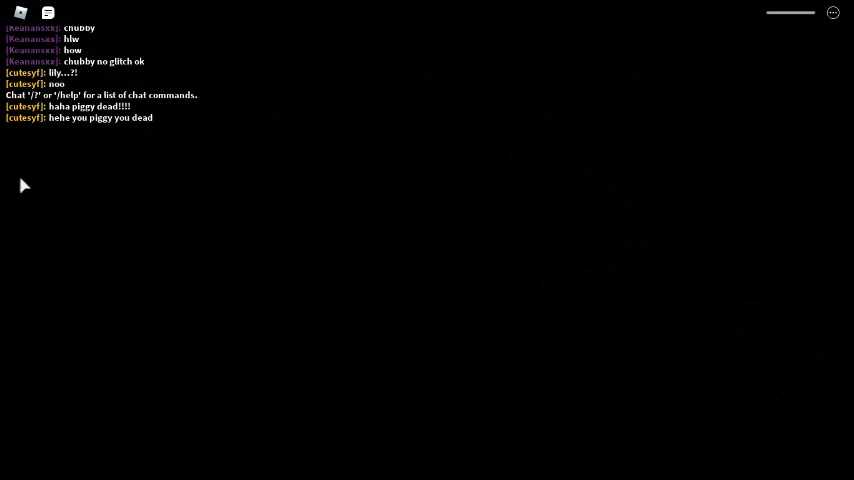 [Keanansxx]: chubby
[Keanansxx]: hlw
[Keanansxx]: how
[Keanansxx]: chubby no glitch ok
[cutesyf]: lily...?!
[cutesyf]: noo
Chat '/?' or '/help' for a list of chat commands.
[cutesyf]: haha piggy dead!!!!
[cutesyf]: hehe you piggy you dead